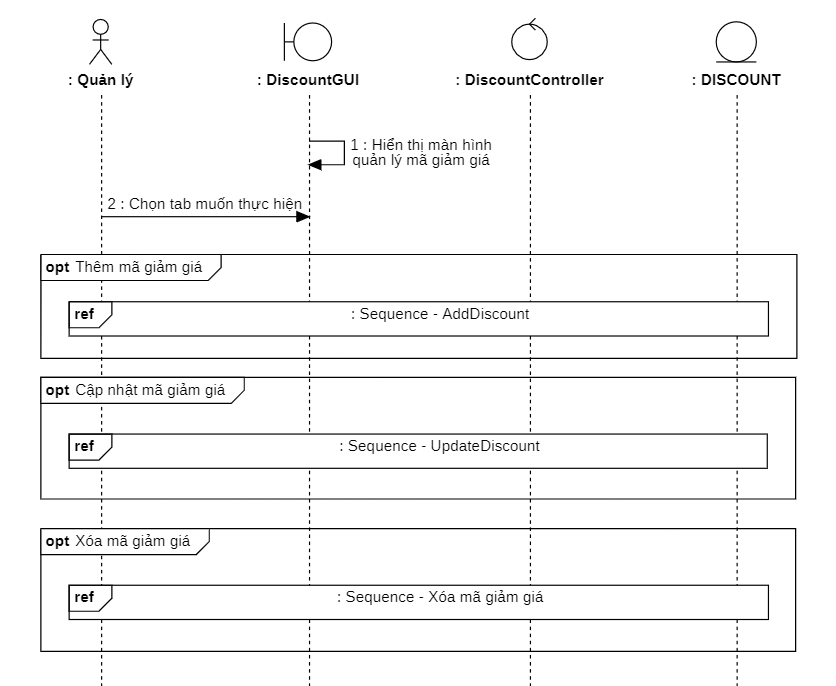 : Quản lý
: DiscountGUI
: DiscountController
: DISCOUNT
1 : Hiển thị màn hình
quản lý mã giảm giá
2 : Chọn tab muốn thực hiện
opt Thêm mã giảm giá
ref : Sequence - AddDiscount
opt Cập nhật mã giảm giá
ref : Sequence - UpdateDiscount
opt Xóa mã giảm giá
ref : Sequence - Xóa mã giảm giá